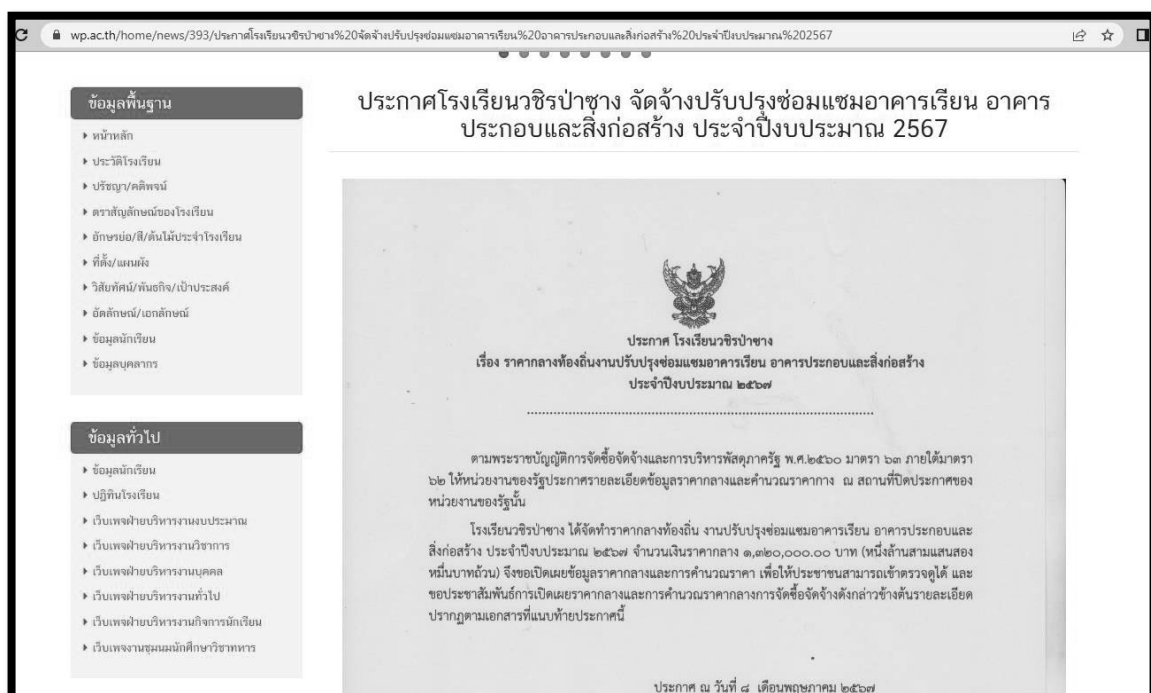 wp.ac.th/home/news/393/ประกาศโรงเรียนวชิรป่าซาง%20จัดจ้างปรับปรุงซ่อมแซมอาคารเรียน%20อาคารประกอบและสิ่งก่อสร้าง%20ประจำปีงบประมาณ%202567
ข้อมูลพื้นฐาน
หน้าหลัก
ประวัติโรงเรียน
ปรัชญา/คติพจน์
ตราสัญลักษณ์ของโรงเรียน
อักษรย่อ/สี/ต้นไม้ประจำโรงเรียน
ที่ตั้ง/แผนผัง
วิสัยทัศน์/พันธกิจ/เป้าประสงค์
อัตลักษณ์/เอกลักษณ์
ข้อมูลนักเรียน
ข้อมูลบุคลากร
ข้อมูลทั่วไป
ข้อมูลนักเรียน
ปฏิทินโรงเรียน
เว็บเพจฝ่ายบริหารงานงบประมาณ
เว็บเพจฝ่ายบริหารงานวิชาการ
เว็บเพจฝ่ายบริหารงานบุคคล
เว็บเพจฝ่ายบริหารงานทั่วไป
เว็บเพจฝ่ายบริหารงานกิจการนักเรียน
เว็บเพจงานชุมนมนักศึกษาวิชาทหาร
ประกาศโรงเรียนวชิรป่าซาง จัดจ้างปรับปรุงซ่อมแซมอาคารเรียน อาคาร
ประกอบและสิ่งก่อสร้าง ประจำปีงบประมาณ 2567
ประกาศ โรงเรียนวชิรป่าซาง
เรื่อง ราคากลางท้องถิ่นงานปรับปรุงซ่อมแซมอาคารเรียน อาคารประกอบและสิ่งก่อสร้าง
ประจำปีงบประมาณ ๒๕๖๗
ตามพระราชบัญญัติการจัดซื้อจัดจ้างและการบริหารพัสดุภาครัฐ พ.ศ.๒๕๖๐ มาตรา ๖๓ ภายใต้มาตรา
๖๒ ให้หน่วยงานของรัฐประกาศรายละเอียดข้อมูลราคากลางและคำนวณราคากาง ณ สถานที่ปิดประกาศของ
หน่วยงานของรัฐนั้น
โรงเรียนวชิรป่าซาง ได้จัดทำราคากลางท้องถิ่น งานปรับปรุงซ่อมแซมอาคารเรียน อาคารประกอบและ
สิ่งก่อสร้าง ประจำปีงบประมาณ ๒๕๖๗ จำนวนเงินราคากลาง ๑,๓๒๐,๐๐๐.๐๐ บาท (หนึ่งล้านสามแสนสอง
หมื่นบาทถ้วน) จึงขอเปิดเผยข้อมูลราคากลางและการคำนวณราคา เพื่อให้ประชาชนสามารถเข้าตรวจดูได้ และ
ขอประชาสัมพันธ์การเปิดเผยราคากลางและการคำนวณราคากลางการจัดซื้อจัดจ้างดังกล่าวข้างต้นรายละเอียด
ปรากฏตามเอกสารที่แนบท้ายประกาศนี้
ประกาศ ณ วันที่ ๘ เดือนพฤษภาคม ๒๕๖๗